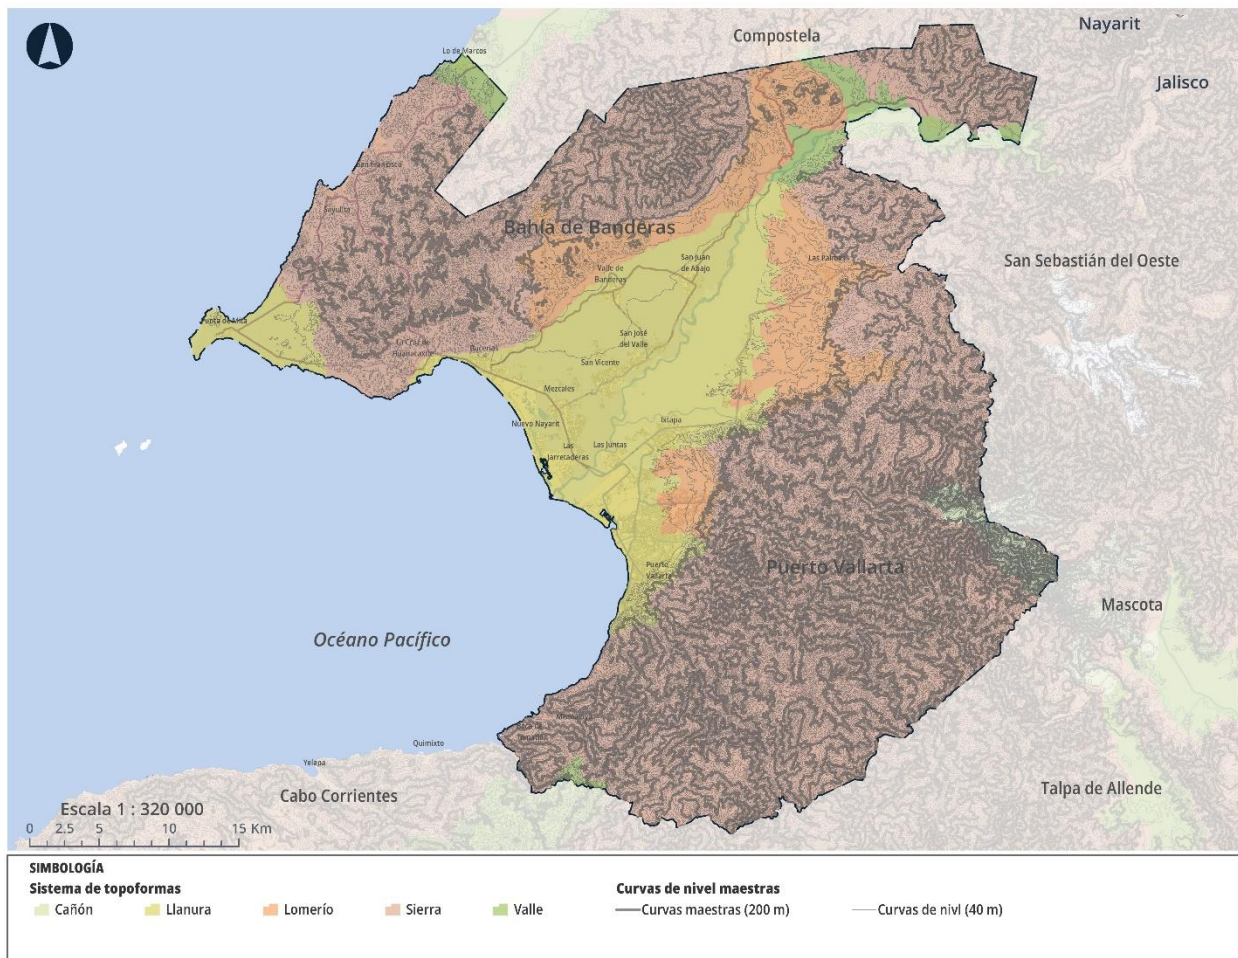 Nayarit
Compostela
Lo de Marcos
Jalisco
San Francisco
Sayulita
Bahía de Banderas
San Juan
de Abajo
Las Palmas
San Sebastián del Oeste
Valle de
Banderas
Punta de Mita
San José
del Valle
La Cruz de
Huanacaxtle
Bucerías
San Vicente
Mezcales
Nuevo Nayarit
Ixtapa
Las
Jarretaderas
Las Juntas
Puerto
Vallarta
Puerto Vallarta
Mascota
Océano Pacífico
Quimixto
Yelapa
Cabo Corrientes
Talpa de Allende
Escala 1 : 320 000
0 2.5 5 10 15 Km
SIMBOLOGÍA
Sistema de topoformas
Curvas de nivel maestras
Cañón Llanura Lomerío Sierra Valle Curvas maestras (200 m) Curvas de nivl (40 m)